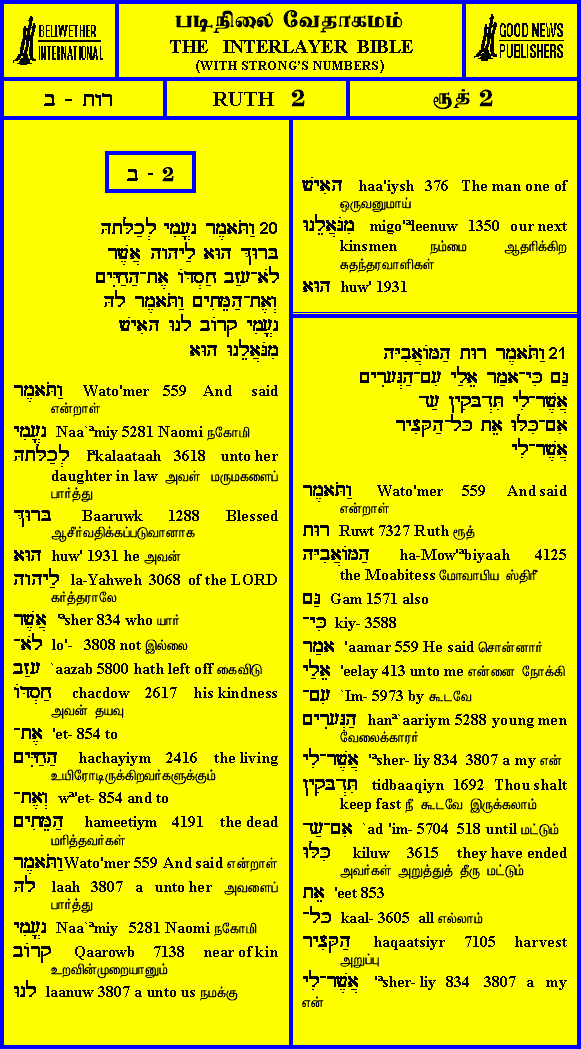 BELLWETHER
INTERNATIONAL
படிநிலை வேதாகமம்
THE INTERLAYER BIBLE
(WITH STRONG'S NUMBERS)
GOOD NEWS
PUBLISHERS
רות - ב
RUTH 2
ரூத் 2
ב - 2
20 וַתֹּאמֶר נָעֳמִי לְכַלָּתָהּ
בָּרוּךְ הוּא לַיהוָה אֲשֶׁר
לֹא־עָזַב חַסְדּוֹ אֶת־הַחַיִּים
וְאֶת־הַמֵּתִים וַתֹּאמֶר לָהּ
נָעֳמִי קָרוֹב לָנוּ הָאִישׁ
מִגֹּאֲלֵנוּ הוּא
וַתֹּאמֶר Wato'mer 559 And said
என்றாள்
נָעֳמִי Naa`ᵃmiy 5281 Naomi நகோமி
לְכַלָּתָהּ lᵉkalaataah 3618 unto her
daughter in law அவள் மருமகளைப்
பார்த்து
בָּרוּךְ Baaruwk 1288 Blessed
ஆசீர்வதிக்கப்படுவானாக
הוּא huw' 1931 he அவன்
לַיהוָה la-Yahweh 3068 of the LORD
கர்த்தராலே
אֲשֶׁר ᵃsher 834 who யார்
לֹא־ lo'- 3808 not இல்லை
עָזַב `aazab 5800 hath left off கைவிடு
חַסְדּוֹ chacdow 2617 his kindness
அவன் தயவு
אֶת־ 'et- 854 to
הַחַיִּים hachayiym 2416 the living
உயிரோடிருக்கிறவர்களுக்கும்
וְאֶת־ wᵃ'et- 854 and to
הַמֵּתִים hameetiym 4191 the dead
மரித்தவர்கள்
וַתֹּאמֶר Wato'mer 559 And said என்றாள்
לָהּ laah 3807 a unto her அவளைப்
பார்த்து
נָעֳמִי Naa`ᵃmiy 5281 Naomi நகோமி
קָרוֹב Qaarowb 7138 near of kin
உறவின்முறையானும்
לָנוּ laanuw 3807 a unto us நமக்கு
הָאִישׁ haa'iysh 376 The man one of
ஒருவனுமாய்
מִגֹּאֲלֵנוּ migo'ᵃleenuw 1350 our next
kinsmen நம்மை ஆதரிக்கிற
சுதந்தரவாளிகள்
הוּא huw' 1931
21 וַתֹּאמֶר רוּת הַמּוֹאֲבִיָּה
גַּם כִּי־אָמַר אֵלַי עִם־הַנְּעָרִים
אֲשֶׁר־לִי תִּדְבָּקִין עַד
אִם־כִּלּוּ אֵת כָּל־הַקָּצִיר
אֲשֶׁר־לִי
וַתֹּאמֶר Wato'mer 559 And said
என்றாள்
רוּת Ruwt 7327 Ruth ரூத்
הַמּוֹאֲבִיָּה ha-Mow'ᵃbiyaah 4125
the Moabitess மோவாபிய ஸ்திரீ
גַּם Gam 1571 also
כִּי־ kiy- 3588
אָמַר 'aamar 559 He said சொன்னார்
אֵלַי 'eelay 413 unto me என்னை நோக்கி
עִם־ `Im- 5973 by கூடவே
הַנְּעָרִים hanᵃ`aariym 5288 young men
வேலைக்காரர்
אֲשֶׁר־לִי 'ᵃsher- liy 834 3807 a my என்
תִּדְבָּקִין tidbaaqiyn 1692 Thou shalt
keep fast நீ கூடவே இருக்கலாம்
אִם־עַד `ad 'im- 5704 518 until மட்டும்
כִּלּוּ kiluw 3615 they have ended
அவர்கள் அறுத்துத் தீரு மட்டும்
אֵת 'eet 853
כָּל־ kaal- 3605 all எல்லாம்
הַקָּצִיר haqaatsiyr 7105 harvest
அறுப்பு
אֲשֶׁר־לִי 'ᵃsher- liy 834 3807 a my
என்